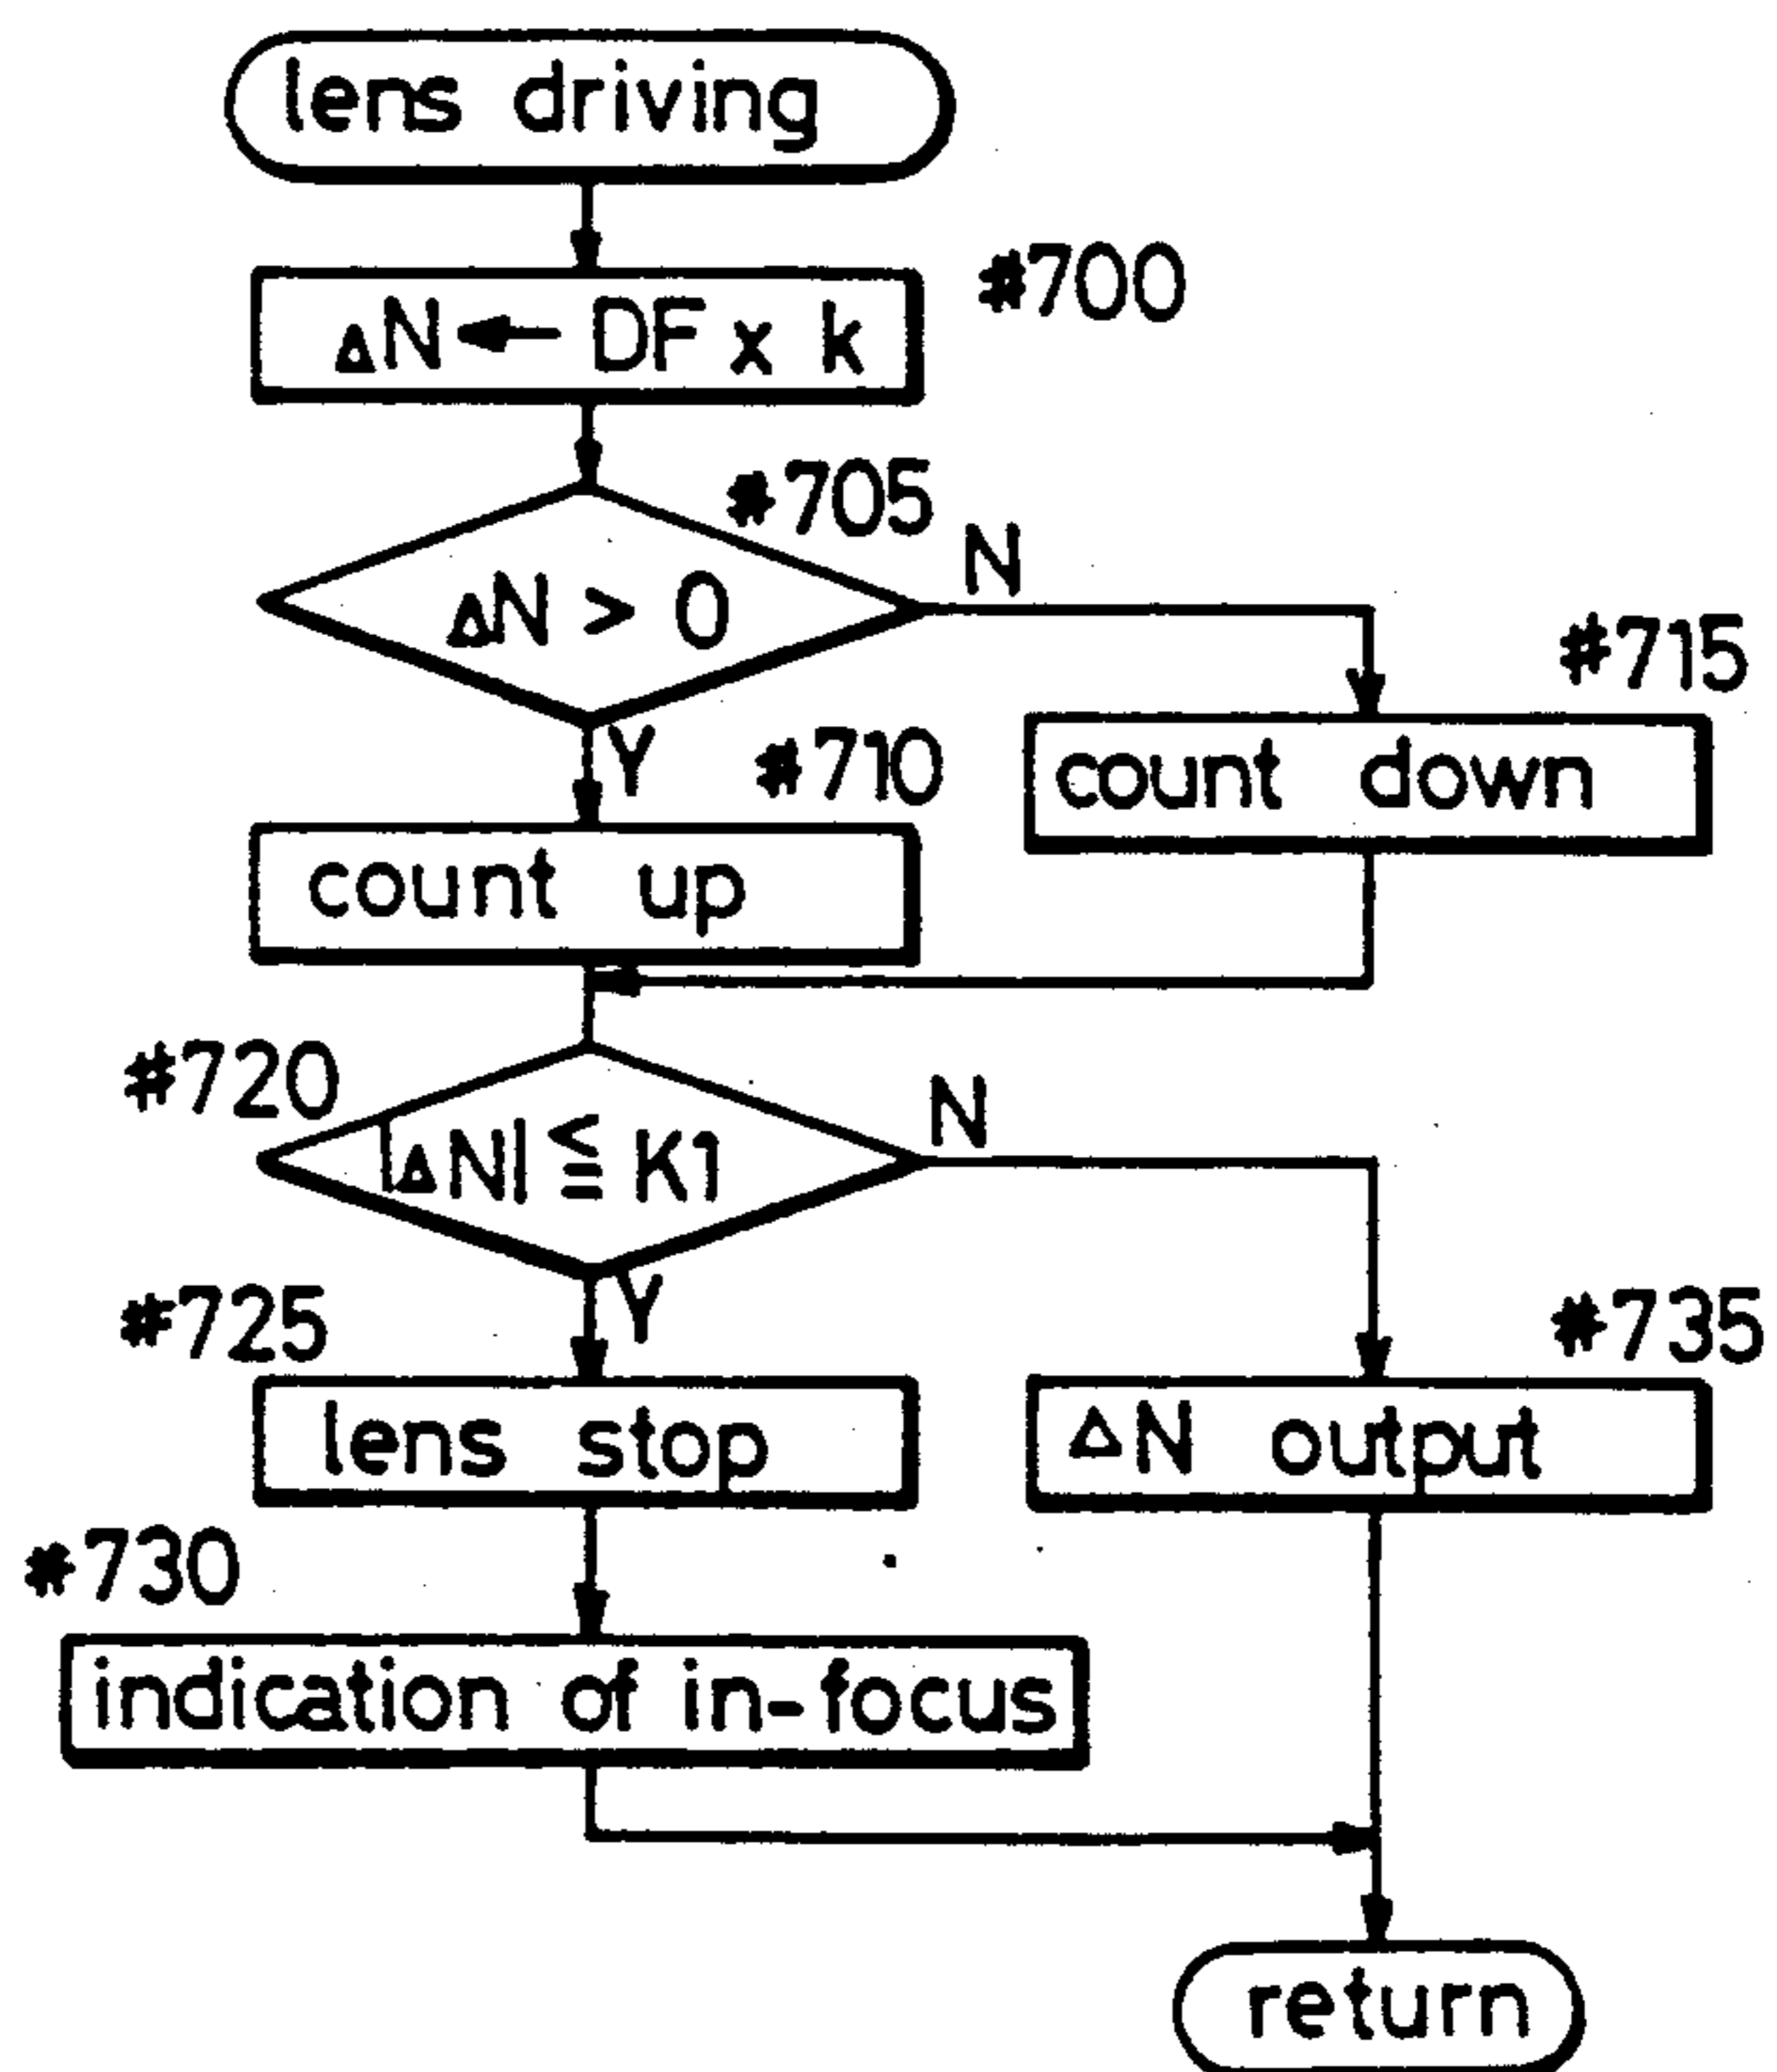 lens driving
#700
ΔN ← DF x k
#705
N
ΔN > 0
#715
Y
#710
count down
count up
#720
N
|ΔN| ≦ K1
Y
#725
#735
lens stop
ΔN output
#730
indication of in-focus
return